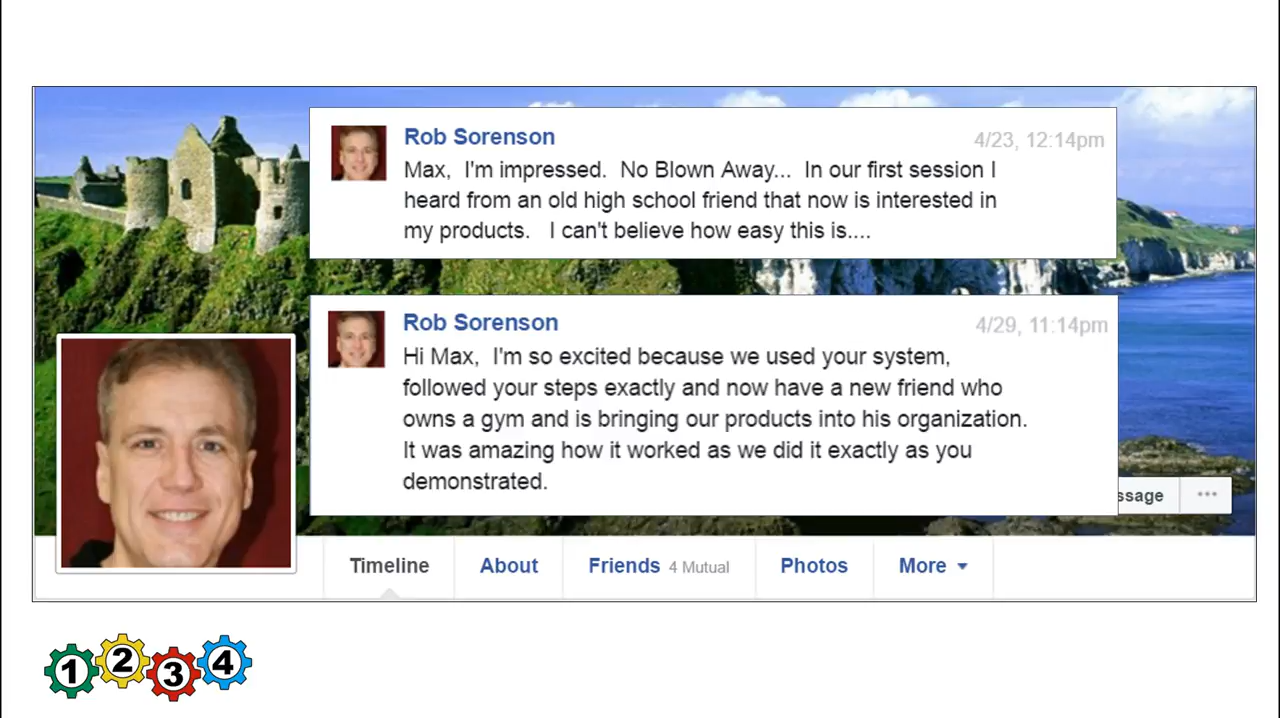 Rob Sorenson
4/23, 12:14pm
Max,  I'm impressed.  No Blown Away...  In our first session I
heard from an old high school friend that now is interested in
my products.   I can't believe how easy this is....
Rob Sorenson
4/29, 11:14pm
Hi Max,  I'm so excited because we used your system,
followed your steps exactly and now have a new friend who
owns a gym and is bringing our products into his organization.
It was amazing how it worked as we did it exactly as you
demonstrated.
ssage ...
Timeline About Friends 4 Mutual Photos More
1 2 3 4